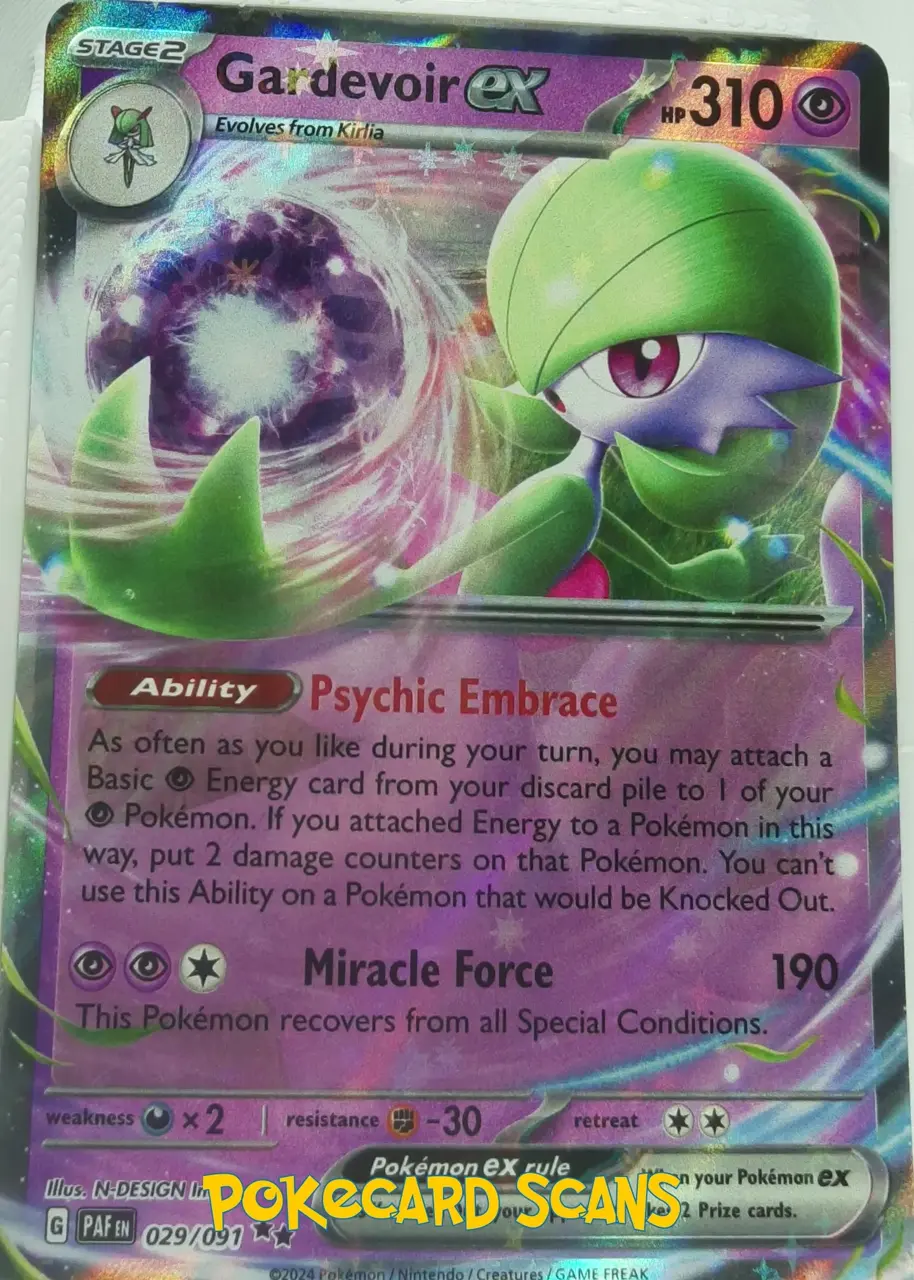 STAGE2
Gardevoir ex
HP 310
Evolves from Kirlia
Ability Psychic Embrace
As often as you like during your turn, you may attach a
Basic Energy card from your discard pile to 1 of your
Pokémon. If you attached Energy to a Pokémon in this
way, put 2 damage counters on that Pokémon. You can't
use this Ability on a Pokémon that would be Knocked Out.
Miracle Force 190
This Pokémon recovers from all Special Conditions.
weakness ×2 resistance -30 retreat
Pokémon ex rule
n your Pokémon ex
your 2 Prize cards.
Illus. N-DESIGN In
POKECARD SCANS
G PAF EN 029/091
©2024 Pokémon / Nintendo / Creatures / GAME FREAK